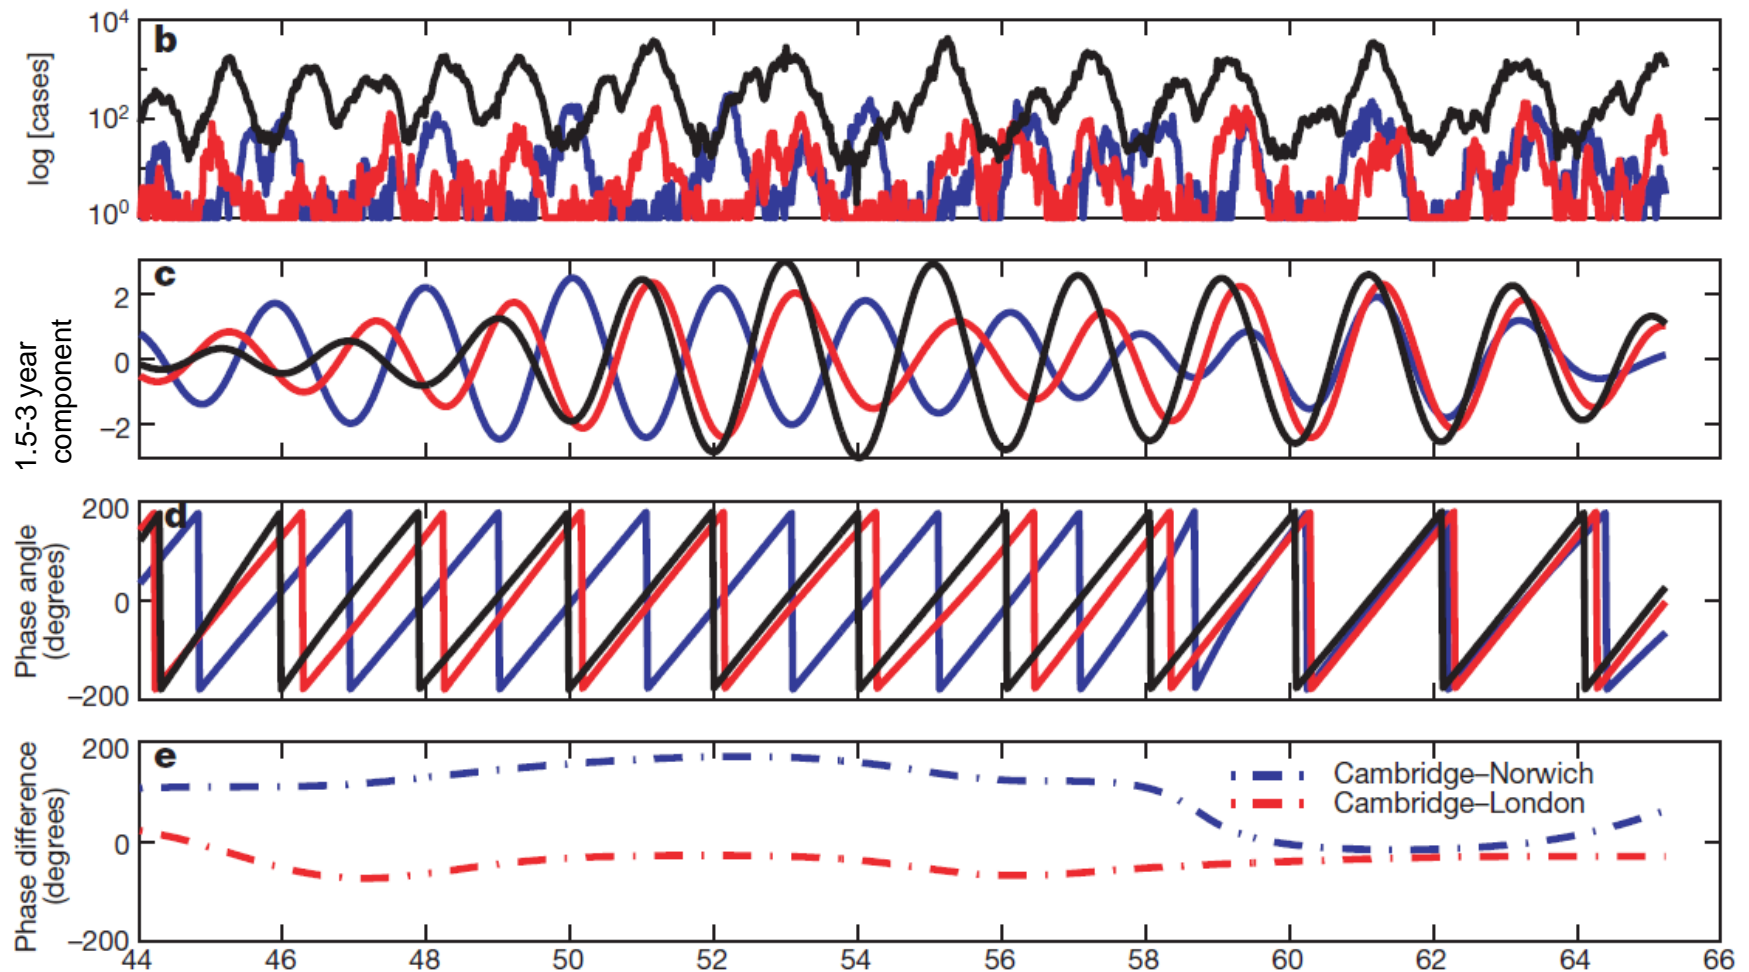 b
log [cases]
10⁴
10²
10⁰
c
1.5-3 year
component
2
0
−2
d
Phase angle
(degrees)
200
0
−200
e
Phase difference
(degrees)
200
0
−200
Cambridge–Norwich
Cambridge–London
44 46 48 50 52 54 56 58 60 62 64 66